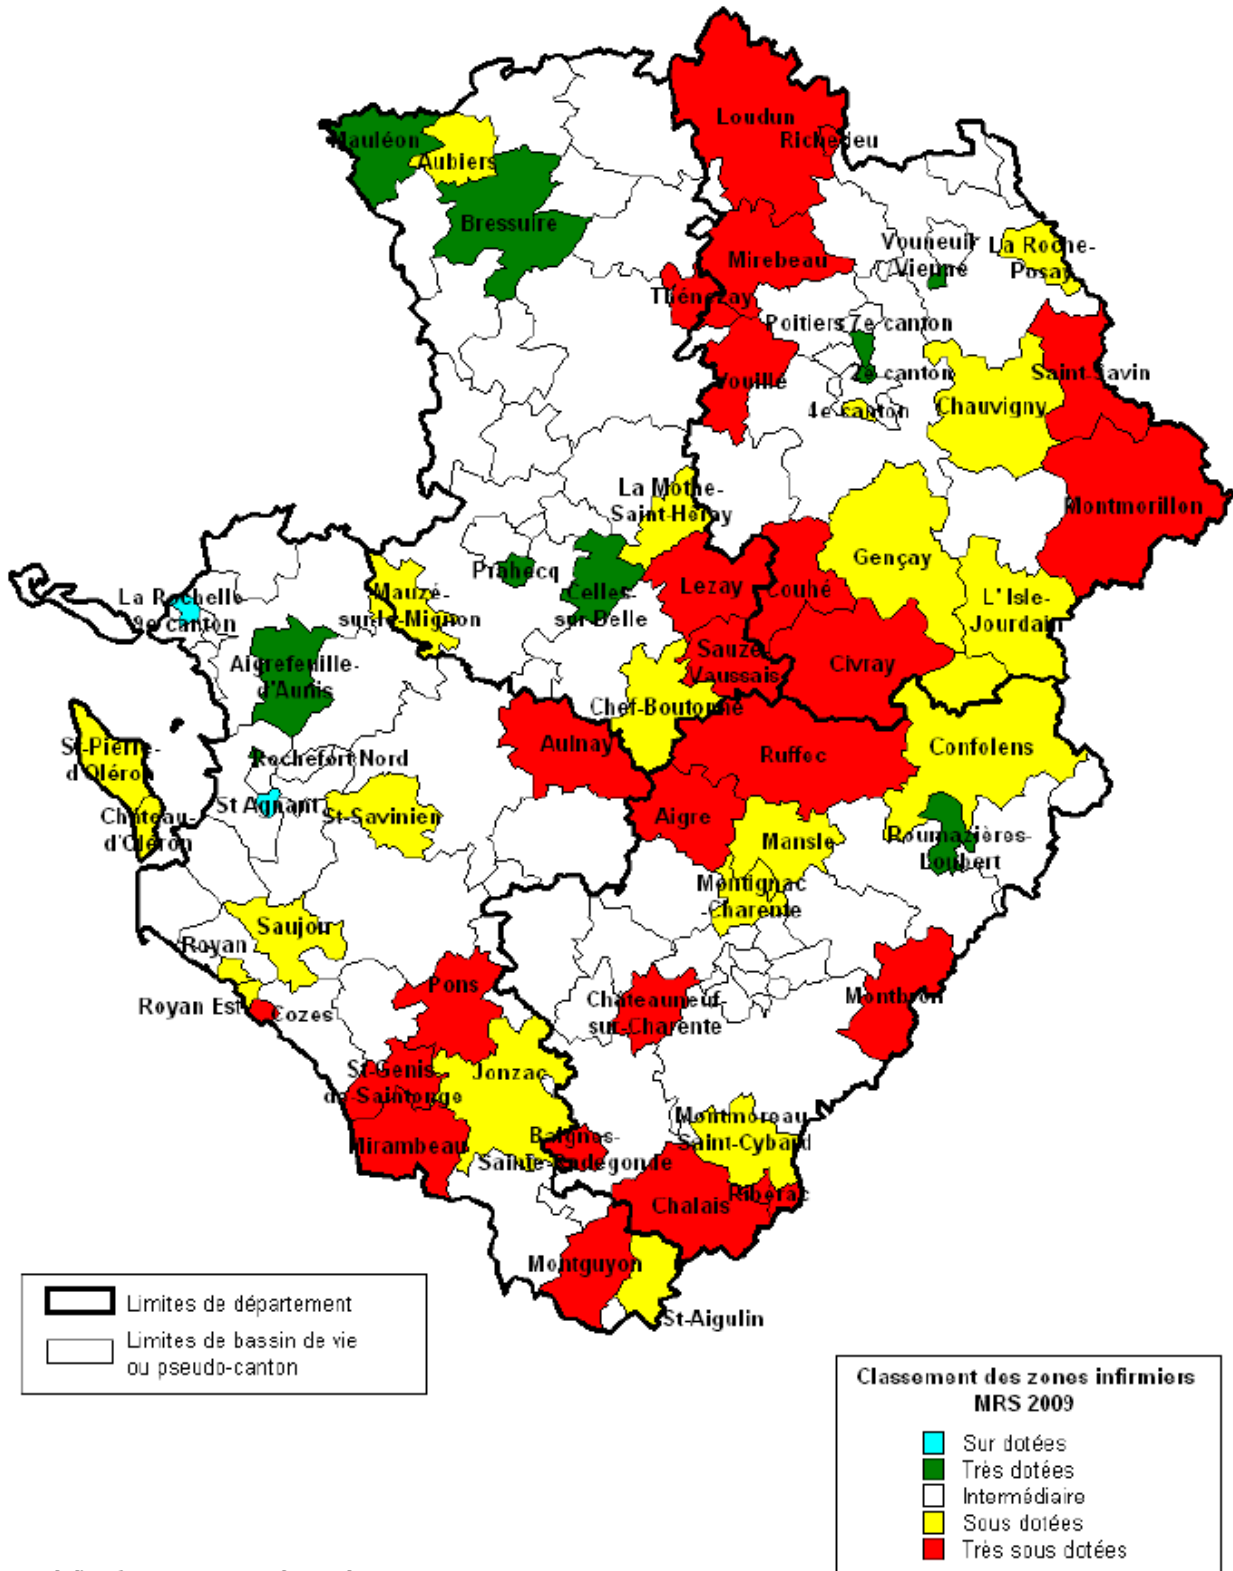 Loudun
Richelieu
Mauléon
Aubiers
Bressuire
Vouneuil
Vienne
La Roche-
Posay
Mirebeau
Thénezay
Poitiers 7e canton
Vouillé
2e canton
Saint-Savin
4e canton
Chauvigny
La Mothe-
Saint-Héray
Montmorillon
Gençay
Prahecq
Celles-
sur Belle
Lezay
Couhé
La Rochelle
9e canton
Mauzé-
sur-le-Mignon
L'Isle-
Jourdain
Sauzé-
Vaussais
Civray
Aigrefeuille-
d'Aunis
Chef-Boutonne
Aulnay
Ruffec
Confolens
St-Pierre-
d'Oléron
Rochefort Nord
St Agnant
St-Savinien
Château-
d'Oléron
Aigre
Mansle
Roumazières-
Loubert
Montignac
-Charente
Saujon
Royan
Pons
Royan Est
Cozes
Châteauneuf-
sur-Charente
Montbron
St-Genis-
de-Saintonge
Jonzac
Mirambeau
Baignes-
Sainte-Radegonde
Montmoreau
Saint-Cybard
Chalais
Ribérac
Montguyon
St-Aigulin
Limites de département
Limites de bassin de vie
ou pseudo-canton
Classement des zones infirmiers
MRS 2009
Sur dotées
Très dotées
Intermédiaire
Sous dotées
Très sous dotées